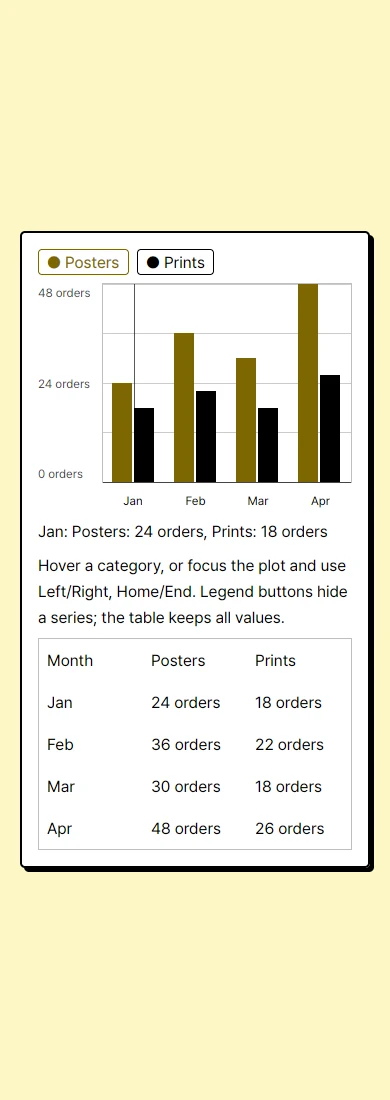 Posters Prints
48 orders
24 orders
0 orders
Jan Feb Mar Apr
Jan: Posters: 24 orders, Prints: 18 orders
Hover a category, or focus the plot and use
Left/Right, Home/End. Legend buttons hide
a series; the table keeps all values.
Month Posters Prints
Jan 24 orders 18 orders
Feb 36 orders 22 orders
Mar 30 orders 18 orders
Apr 48 orders 26 orders